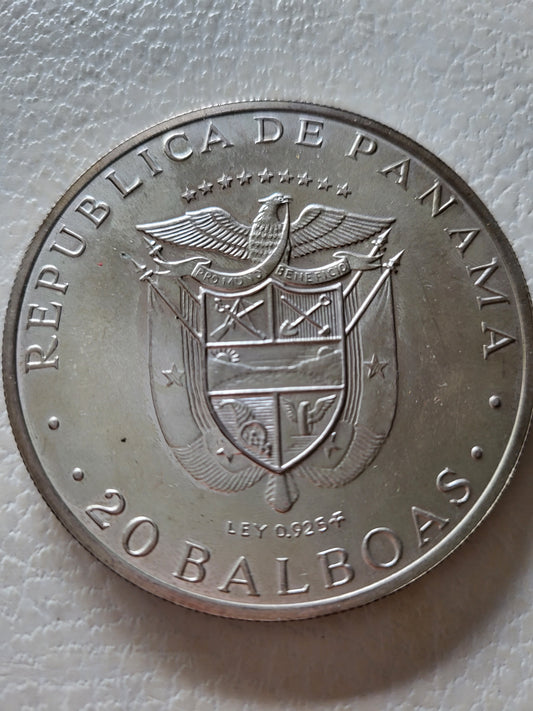 REPUBLICA DE PANAMA
PRO MUNDI BENEFICIO
LEY 0.925
20 BALBOAS